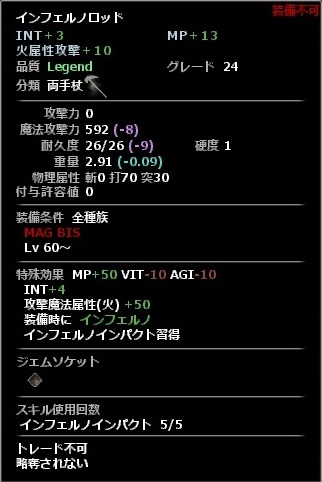 装備不可
インフェルノロッド
INT+3 MP+13
火属性攻撃+10
品質 Legend グレード 24
分類 両手杖
攻撃力 0
魔法攻撃力 592 (-8)
耐久度 26/26 (-9) 硬度 1
重量 2.91 (-0.09)
物理属性 斬0 打70 突30
付与許容値 0
装備条件 全種族
MAG BIS
Lv 60～
特殊効果 MP+50 VIT-10 AGI-10
INT+4
攻撃魔法属性(火) +50
装備時に インフェルノ
インフェルノインパクト習得
ジェムソケット
スキル使用回数
インフェルノインパクト 5/5
トレード不可
略奪されない